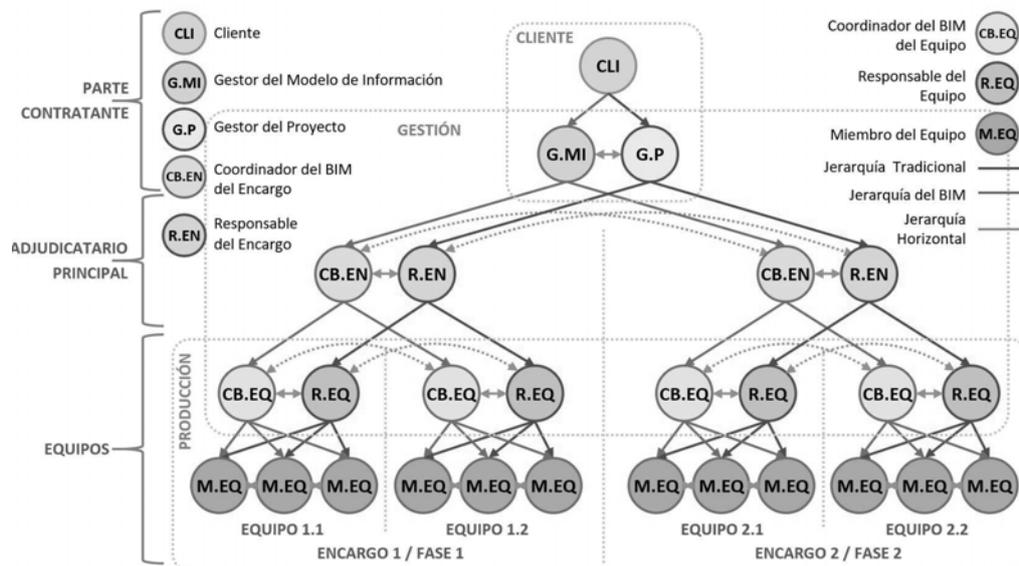 PARTE
CONTRATANTE
ADJUDICATARIO
PRINCIPAL
EQUIPOS
CLI
Cliente
G.MI
Gestor del Modelo de Información
G.P
Gestor del Proyecto
CB.EN
Coordinador del BIM
del Encargo
R.EN
Responsable
del Encargo
Coordinador del BIM
del Equipo
CB.EQ
Responsable del
Equipo
R.EQ
Miembro del Equipo
M.EQ
Jerarquía Tradicional
Jerarquía del BIM
Jerarquía
Horizontal
CLIENTE
CLI
GESTIÓN
G.MI G.P
CB.EN R.EN CB.EN R.EN
PRODUCCIÓN
CB.EQ R.EQ CB.EQ R.EQ CB.EQ R.EQ CB.EQ R.EQ
M.EQ M.EQ M.EQ M.EQ M.EQ M.EQ M.EQ M.EQ M.EQ M.EQ M.EQ M.EQ
EQUIPO 1.1 EQUIPO 1.2 EQUIPO 2.1 EQUIPO 2.2
ENCARGO 1 / FASE 1 ENCARGO 2 / FASE 2